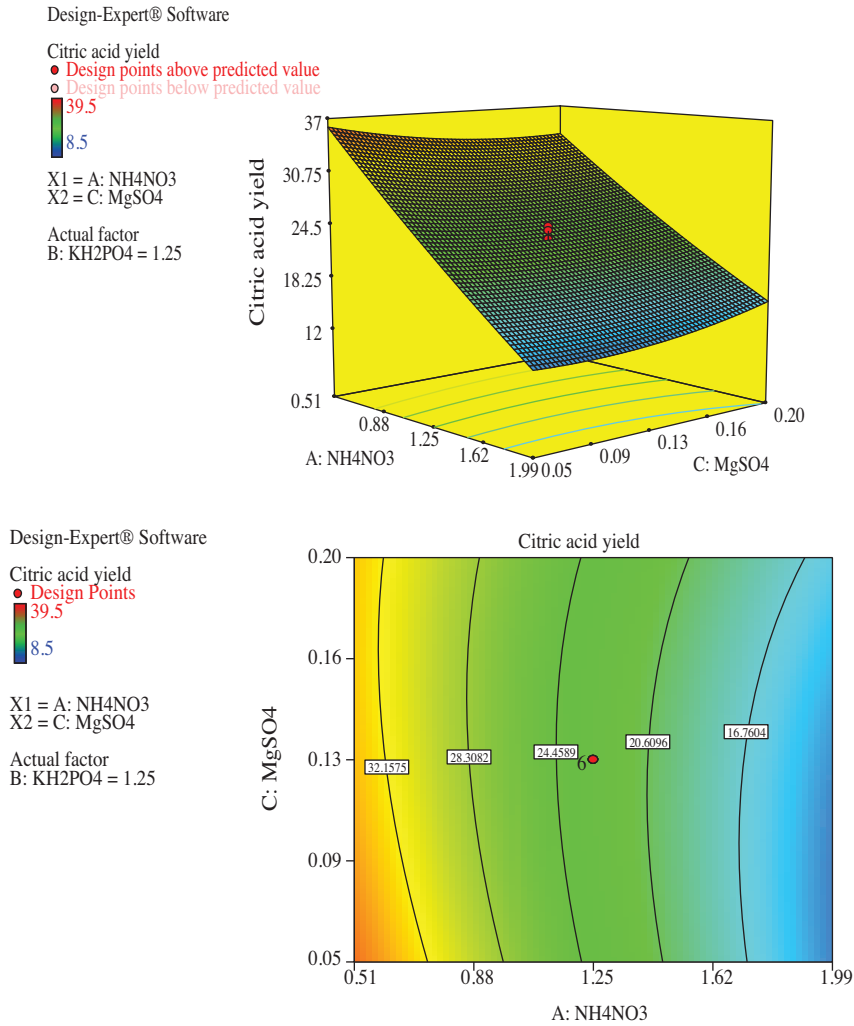 Design-Expert® Software
Citric acid yield
Design points above predicted value
Design points below predicted value
39.5
8.5
X1 = A: NH4NO3
X2 = C: MgSO4
Actual factor
B: KH2PO4 = 1.25
Citric acid yield
37
30.75
24.5
18.25
12
0.51
0.88
1.25
1.62
1.99
A: NH4NO3
0.05
0.09
0.13
0.16
0.20
C: MgSO4
Design-Expert® Software
Citric acid yield
Design Points
39.5
8.5
X1 = A: NH4NO3
X2 = C: MgSO4
Actual factor
B: KH2PO4 = 1.25
Citric acid yield
C: MgSO4
0.20
0.16
0.13
0.09
0.05
32.1575
28.3082
24.4589
6
20.6096
16.7604
0.51
0.88
1.25
1.62
1.99
A: NH4NO3